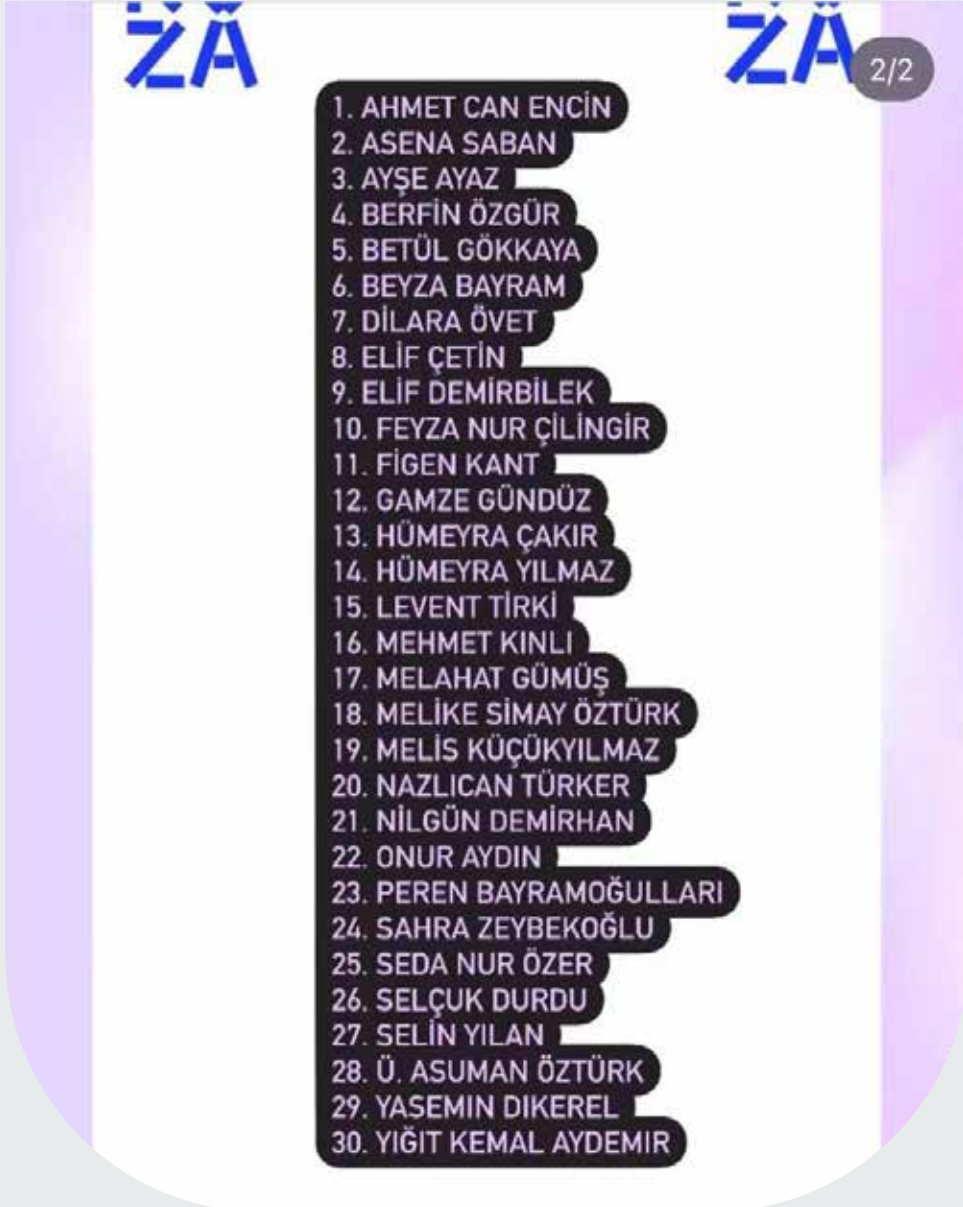 ZA
ZA
2/2
1. AHMET CAN ENCİN
2. ASENA SABAN
3. AYŞE AYAZ
4. BERFİN ÖZGÜR
5. BETÜL GÖKKAYA
6. BEYZA BAYRAM
7. DİLARA ÖVET
8. ELİF ÇETİN
9. ELİF DEMİRBİLEK
10. FEYZA NUR ÇİLİNGİR
11. FİGEN KANT
12. GAMZE GÜNDÜZ
13. HÜMEYRA ÇAKIR
14. HÜMEYRA YILMAZ
15. LEVENT TİRKİ
16. MEHMET KINLI
17. MELAHAT GÜMÜŞ
18. MELİKE SİMAY ÖZTÜRK
19. MELİS KÜÇÜKYILMAZ
20. NAZLICAN TÜRKER
21. NİLGÜN DEMİRHAN
22. ONUR AYDIN
23. PEREN BAYRAMOĞULLARI
24. SAHRA ZEYBEKOĞLU
25. SEDA NUR ÖZER
26. SELÇUK DURDU
27. SELİN YILAN
28. Ü. ASUMAN ÖZTÜRK
29. YASEMIN DIKEREL
30. YIĞIT KEMAL AYDEMIR